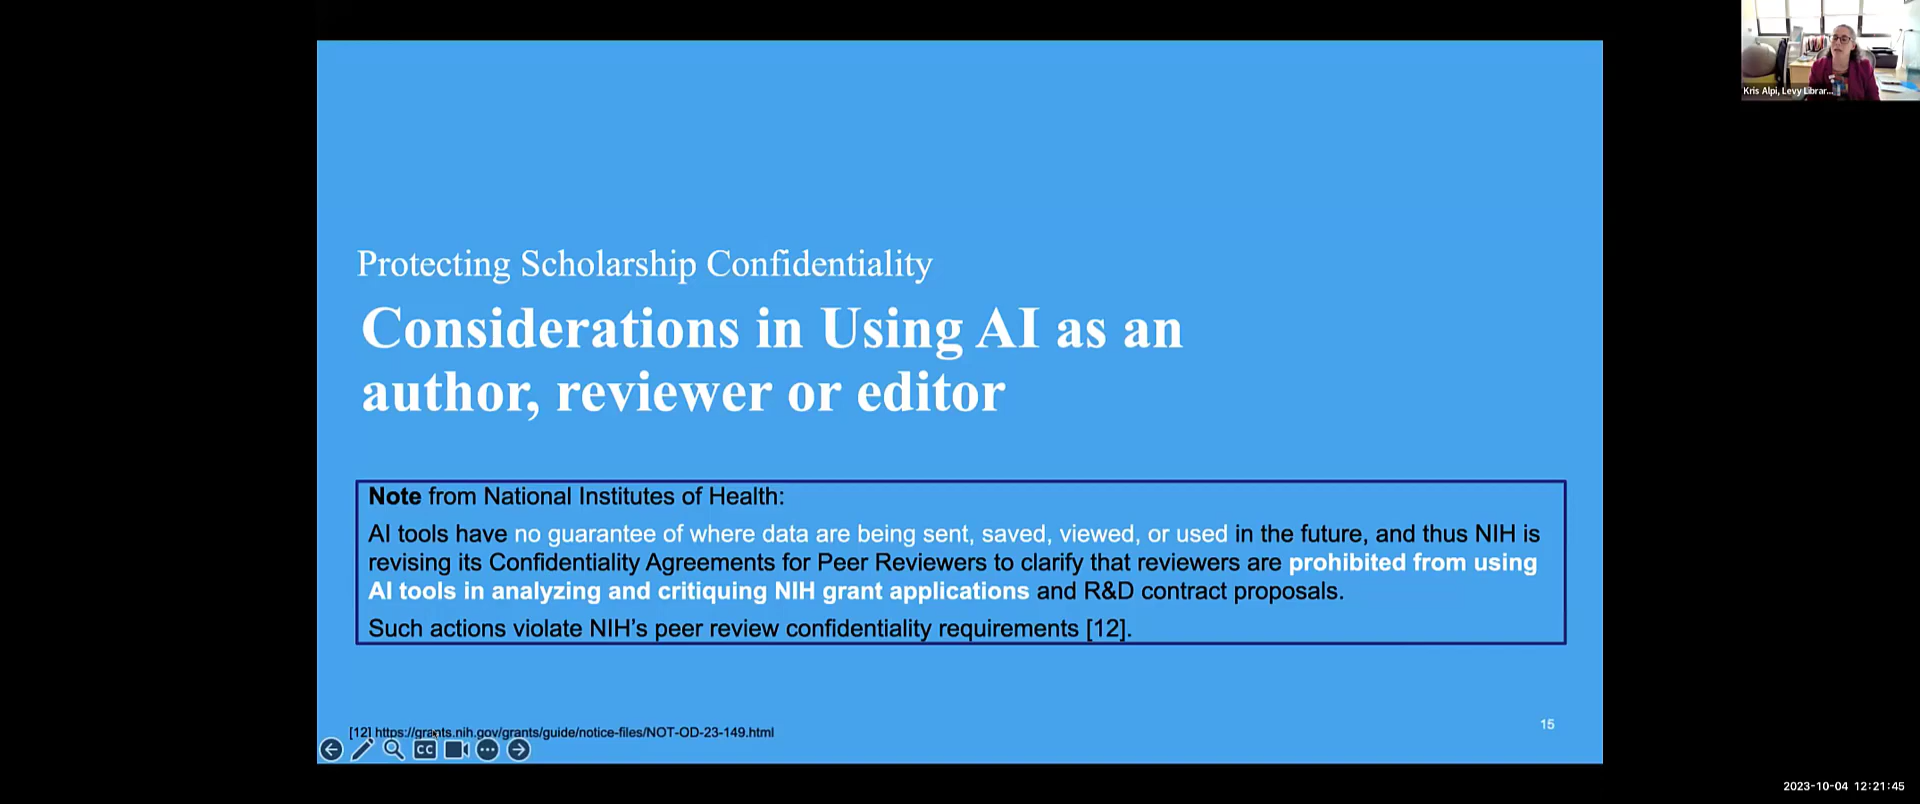 Kris Alpi, Levy Librar...
Protecting Scholarship Confidentiality
Considerations in Using AI as an
author, reviewer or editor
Note from National Institutes of Health:
AI tools have no guarantee of where data are being sent, saved, viewed, or used in the future, and thus NIH is
revising its Confidentiality Agreements for Peer Reviewers to clarify that reviewers are prohibited from using
AI tools in analyzing and critiquing NIH grant applications and R&D contract proposals.
Such actions violate NIH’s peer review confidentiality requirements [12].
15
[12] https://grants.nih.gov/grants/guide/notice-files/NOT-OD-23-149.html
CC
2023-10-04 12:21:45